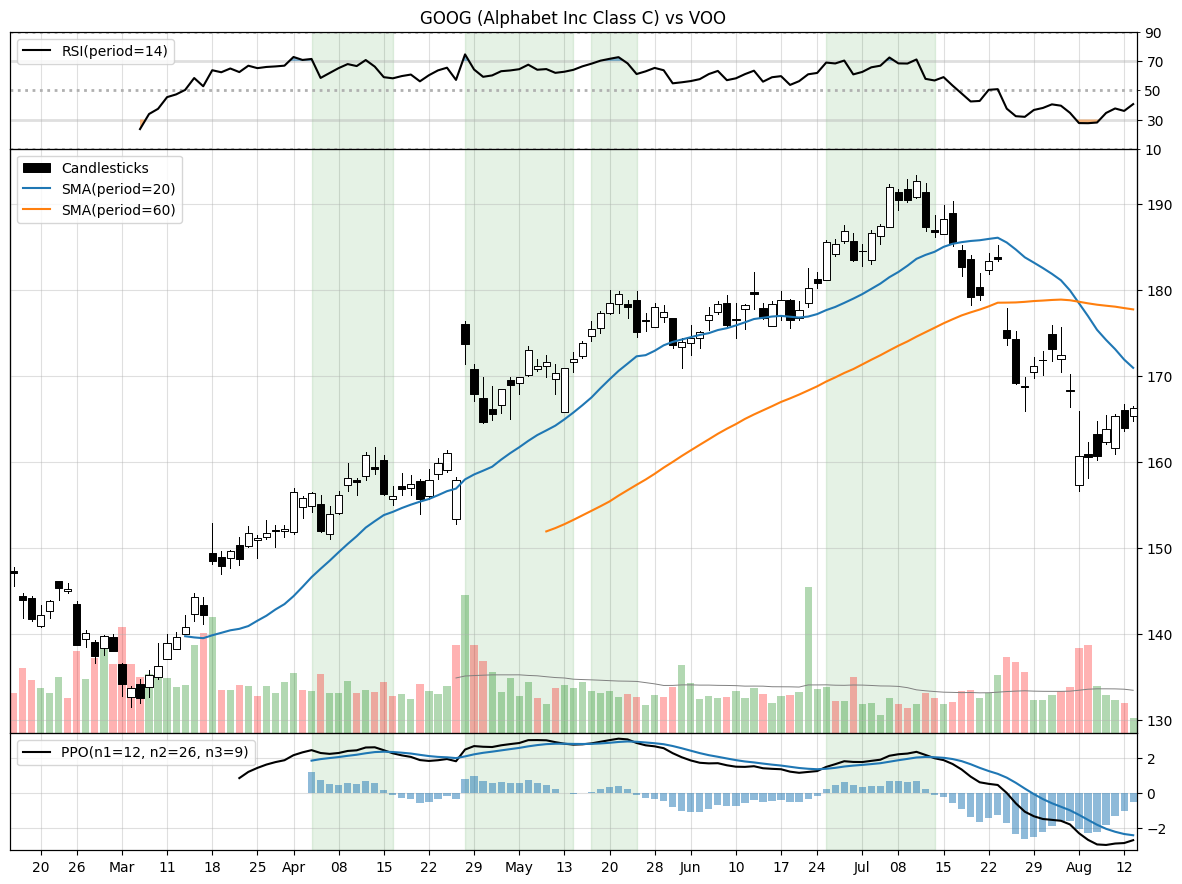 GOOG (Alphabet Inc Class C) vs VOO
RSI(period=14)
90
70
50
30
10
Candlesticks
SMA(period=20)
SMA(period=60)
190
180
170
160
150
140
130
PPO(n1=12, n2=26, n3=9)
2
0
−2
20 26 Mar 11 18 25 Apr 08 15 22 29 May 13 20 28 Jun 10 17 24 Jul 08 15 22 29 Aug 12